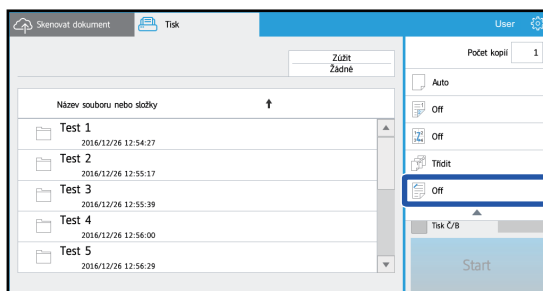 Skenovat dokument
Tisk
User
Zúžit
Žádné
Počet kopií 1
Název souboru nebo složky
Auto
Off
Off
Třídit
Off
Test 1
2016/12/26 12:54:27
Test 2
2016/12/26 12:55:17
Test 3
2016/12/26 12:55:39
Test 4
2016/12/26 12:56:00
Test 5
2016/12/26 12:56:29
Tisk Č/B
Start